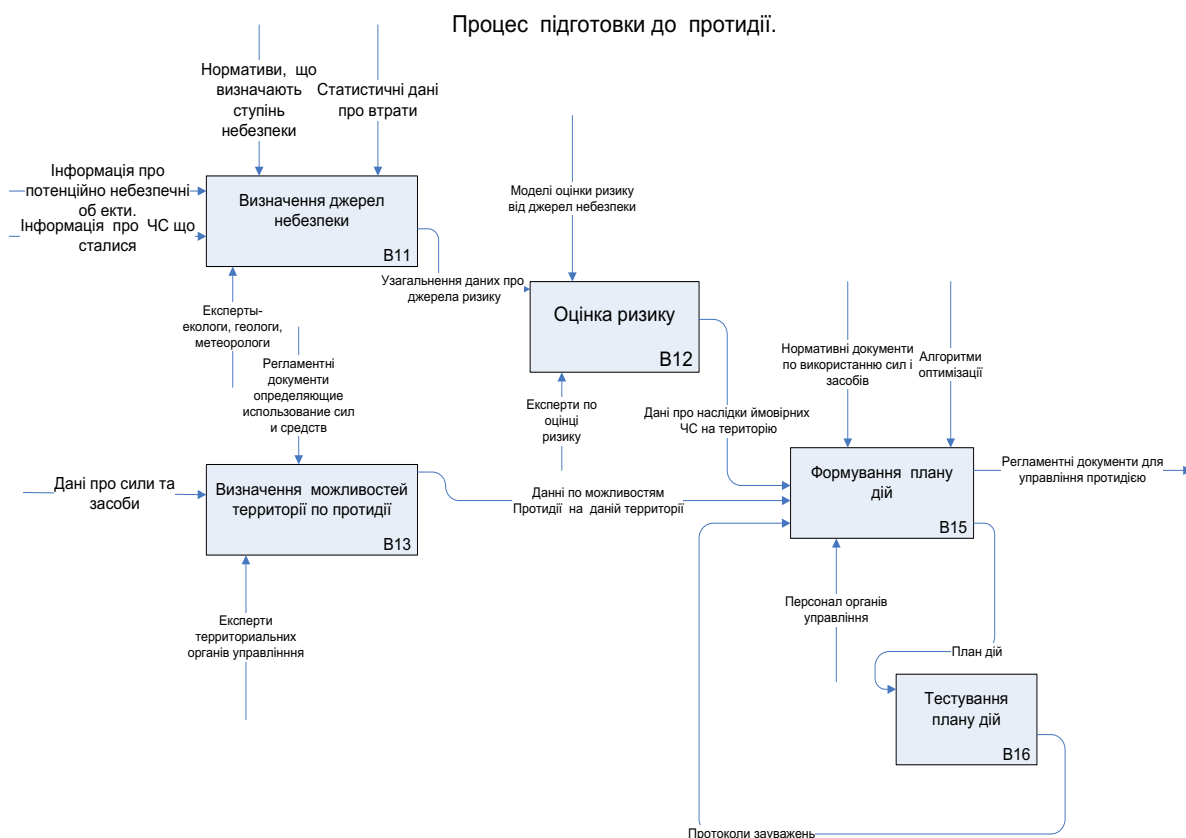 Процес підготовки до протидії.
Нормативи, що
визначають
ступінь
небезпеки
Статистичні дані
про втрати
Інформація про
потенційно небезпечні
об екти.
Інформація про ЧС що
сталися
Визначення джерел
небезпеки
B11
Моделі оцінки ризику
від джерел небезпеки
Узагальнення даних про
джерела ризику
Експерты-
екологи, геологи,
метеорологи
Оцінка ризику
B12
Регламентні
документи
определяющие
использование сил
и средств
Експерти по
оцінці
ризику
Нормативні документи
по використанню сил і
засобів
Алгоритми
оптимізації
Дані про наслідки ймовірних
ЧС на територію
Дані про сили та
засоби
Визначення можливостей
территорії по протидії
B13
Данні по можливостям
Протидії на даній території
Формування плану
дій
B15
Регламентні документи для
управління протидією
Експерти
территориальних
органів управлінння
Персонал органів
управління
План дій
Тестування
плану дій
B16
Протоколи зауважень